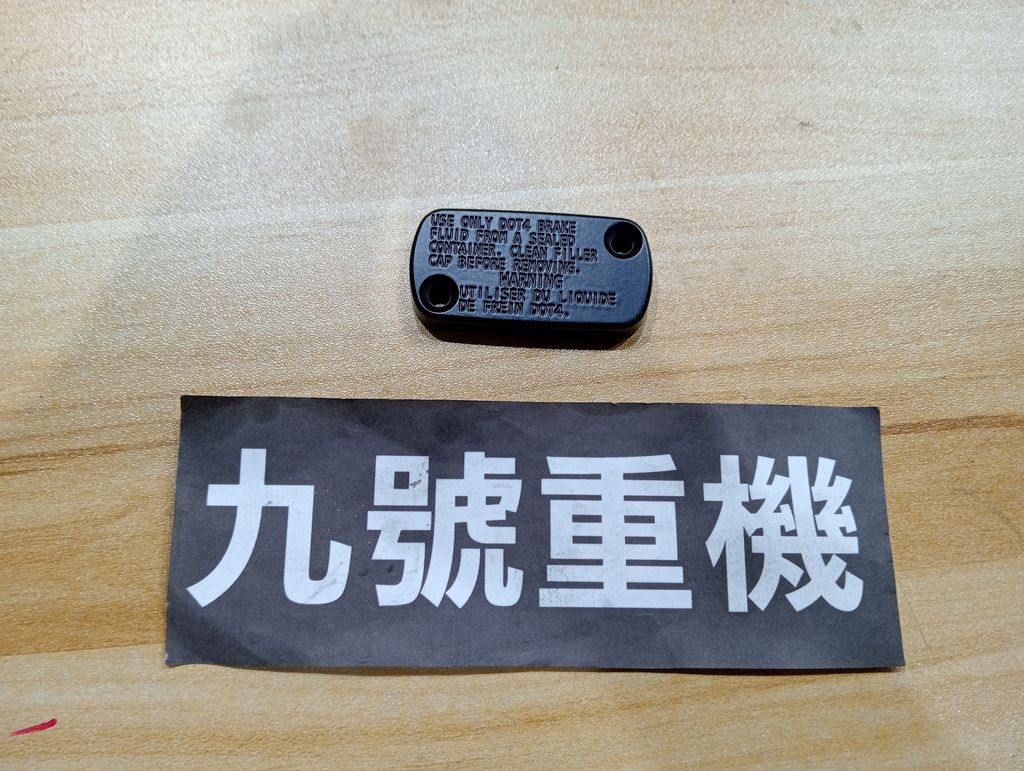 USE ONLY DOT4 BRAKE
FLUID FROM A SEALED
CONTAINER. CLEAN FILLER
CAP BEFORE REMOVING.
WARNING
UTILISER DU LIQUIDE
DE FREIN DOT4.
九號重機